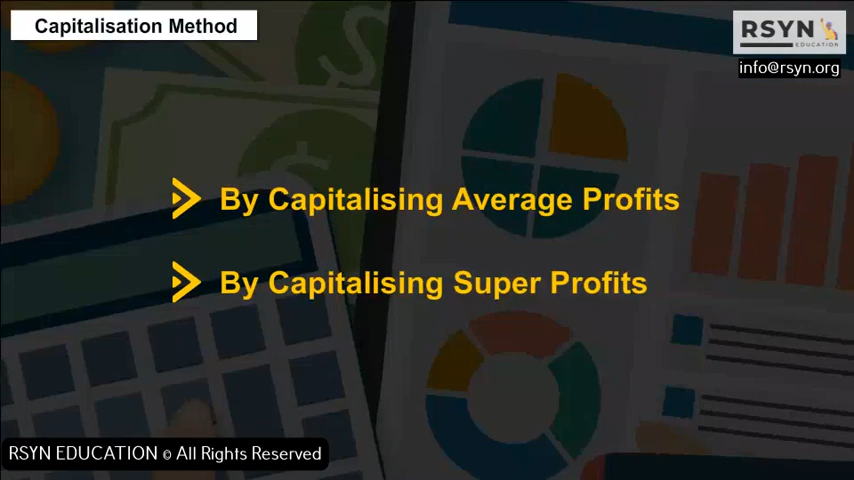 Capitalisation Method
RSYN
EDUCATION
info@rsyn.org
By Capitalising Average Profits
By Capitalising Super Profits
RSYN EDUCATION © All Rights Reserved